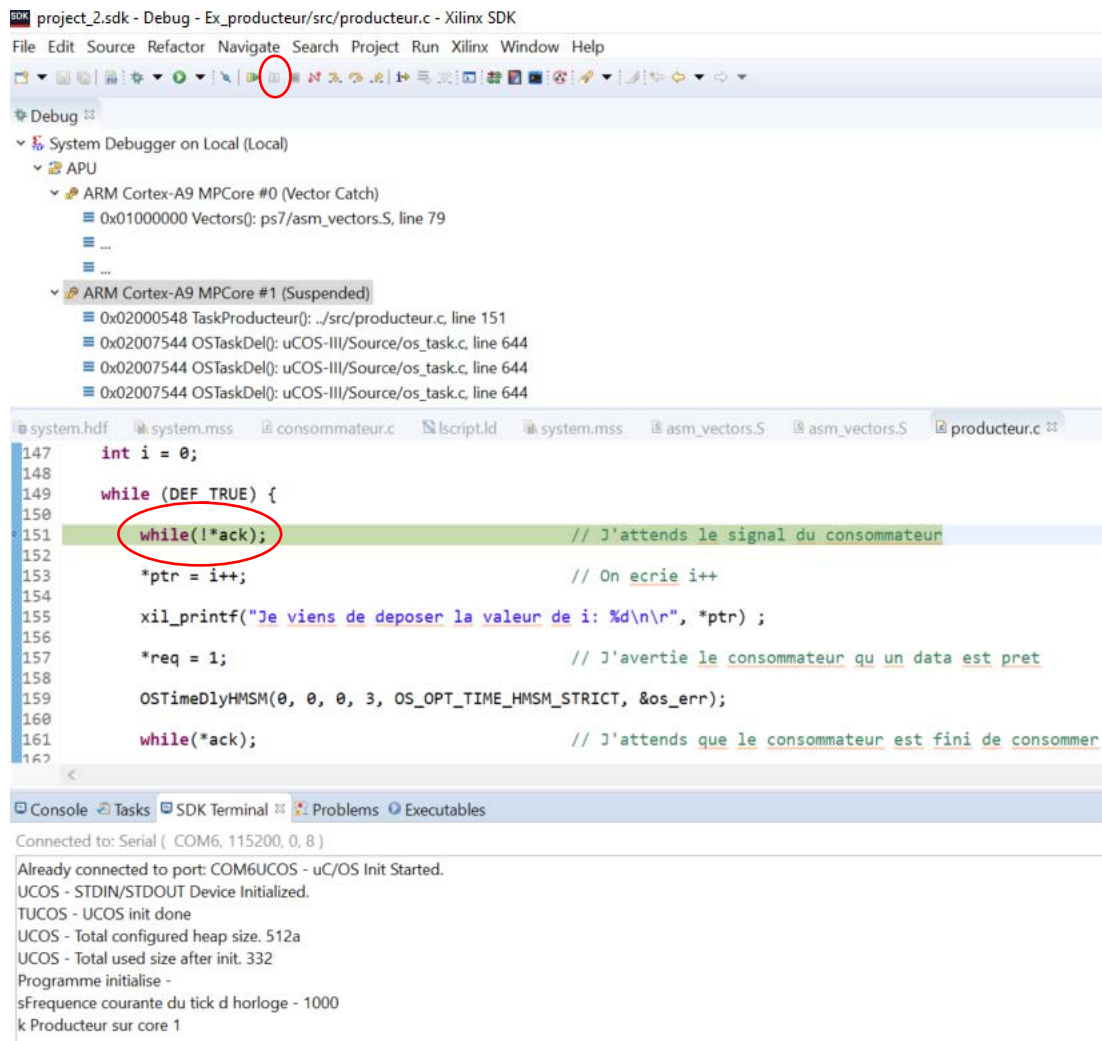 project_2.sdk - Debug - Ex_producteur/src/producteur.c - Xilinx SDK
File Edit Source Refactor Navigate Search Project Run Xilinx Window Help
Debug
System Debugger on Local (Local)
APU
ARM Cortex-A9 MPCore #0 (Vector Catch)
0x01000000 Vectors(): ps7/asm_vectors.S, line 79
...
...
ARM Cortex-A9 MPCore #1 (Suspended)
0x02000548 TaskProducteur(): ../src/producteur.c, line 151
0x02007544 OSTaskDel(): uCOS-III/Source/os_task.c, line 644
0x02007544 OSTaskDel(): uCOS-III/Source/os_task.c, line 644
0x02007544 OSTaskDel(): uCOS-III/Source/os_task.c, line 644
system.hdf system.mss consommateur.c lscript.ld system.mss asm_vectors.S asm_vectors.S producteur.c
147 int i = 0;
148
149 while (DEF_TRUE) {
150
151 while(!*ack); // J'attends le signal du consommateur
152
153 *ptr = i++; // On ecrie i++
154
155 xil_printf("Je viens de deposer la valeur de i: %d\n\r", *ptr) ;
156
157 *req = 1; // J'avertie le consommateur qu un data est pret
158
159 OSTimeDlyHMSM(0, 0, 0, 3, OS_OPT_TIME_HMSM_STRICT, &os_err);
160
161 while(*ack); // J'attends que le consommateur est fini de consommer
162
Console Tasks SDK Terminal Problems Executables
Connected to: Serial ( COM6, 115200, 0, 8 )
Already connected to port: COM6UCOS - uC/OS Init Started.
UCOS - STDIN/STDOUT Device Initialized.
TUCOS - UCOS init done
UCOS - Total configured heap size. 512a
UCOS - Total used size after init. 332
Programme initialise -
sFrequence courante du tick d horloge - 1000
k Producteur sur core 1